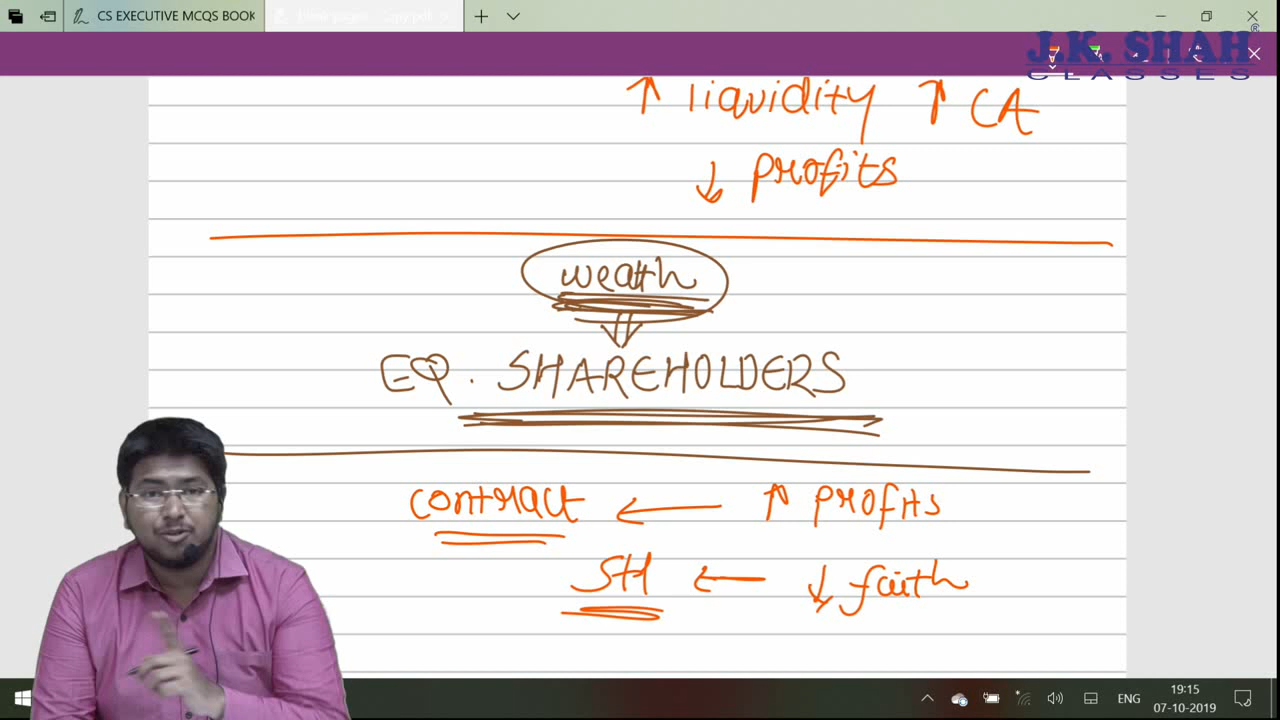 CS EXECUTIVE MCQS BOOK
J.K. SHAH®
CLASSES
↑ liquidity ↑ CA
↓ profits
wealth
EQ. SHAREHOLDERS
contract ← ↑ profits
SH ← ↓ faith
ENG
19:15
07-10-2019